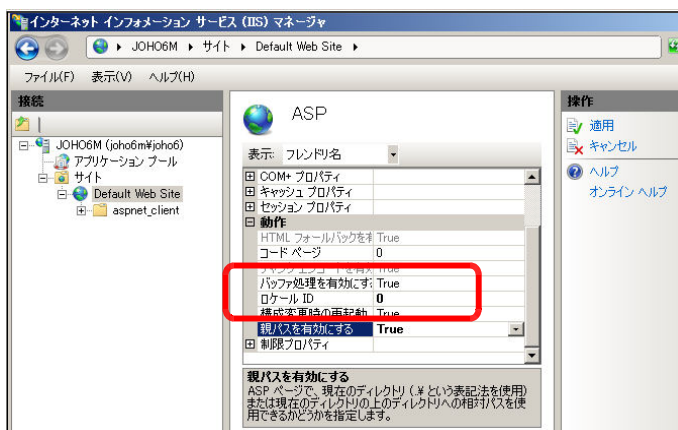 インターネット インフォメーション サービス (IIS) マネージャ
JOHO6M ▸ サイト ▸ Default Web Site ▸
ファイル(F) 表示(V) ヘルプ(H)
接続
JOHO6M (joho6m¥joho6)
アプリケーション プール
サイト
Default Web Site
aspnet_client
ASP
表示: フレンドリ名
COM+ プロパティ
キャッシュ プロパティ
セッション プロパティ
動作
HTML フォールバックを有 True
コード ページ 0
チャンク エンコードを有効 True
バッファ処理を有効にす: True
ロケール ID 0
構成変更時の再起動 True
親パスを有効にする True
制限プロパティ
親パスを有効にする
ASP ページで、現在のディレクトリ (.¥ という表記法を使用)
または現在のディレクトリの上のディレクトリへの相対パスを使
用できるかどうかを指定します。
操作
適用
キャンセル
ヘルプ
オンライン ヘルプ